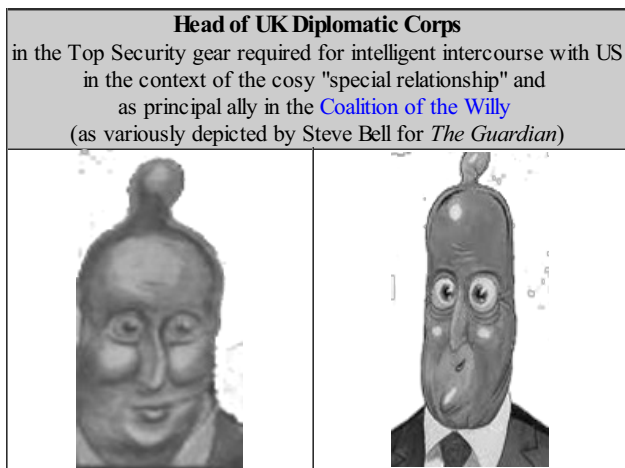 Head of UK Diplomatic Corps
in the Top Security gear required for intelligent intercourse with US
in the context of the cosy "special relationship" and
as principal ally in the Coalition of the Willy
(as variously depicted by Steve Bell for The Guardian)